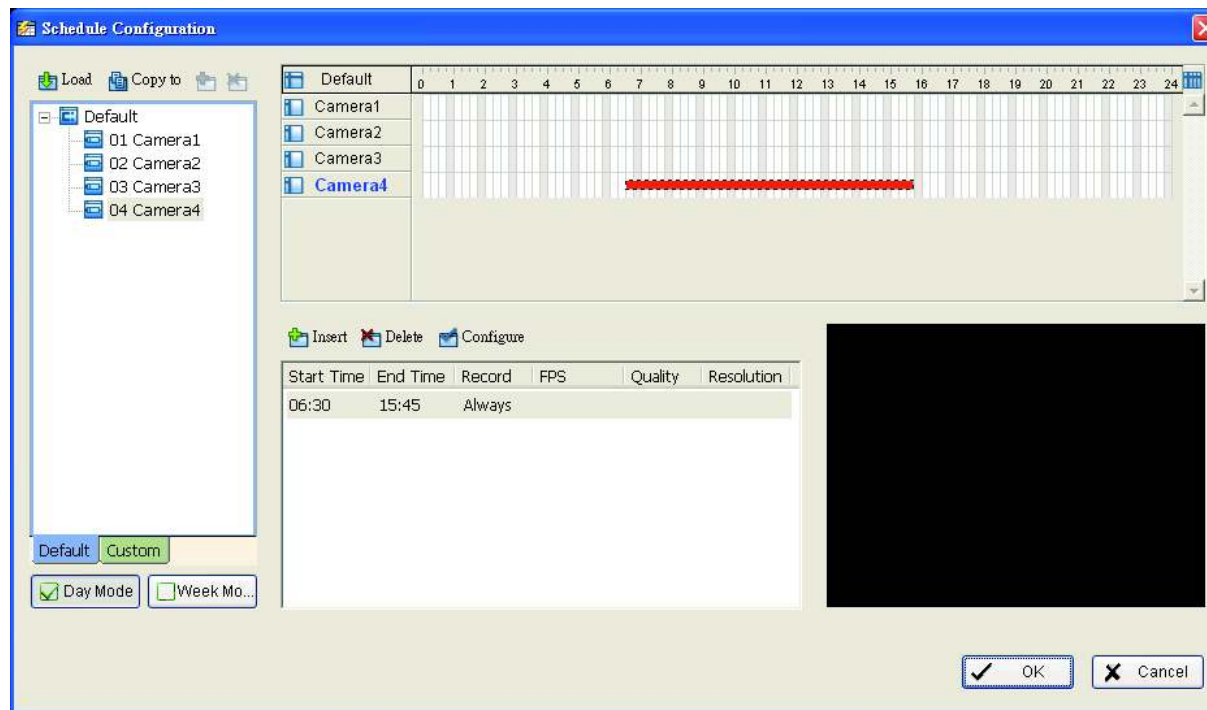 Schedule Configuration
Load Copy to
Default
01 Camera1
02 Camera2
03 Camera3
04 Camera4
Default Custom
Day Mode Week Mo...
Default 0 1 2 3 4 5 6 7 8 9 10 11 12 13 14 15 16 17 18 19 20 21 22 23 24
Camera1
Camera2
Camera3
Camera4
Insert Delete Configure
Start Time End Time Record FPS Quality Resolution
06:30 15:45 Always
OK Cancel